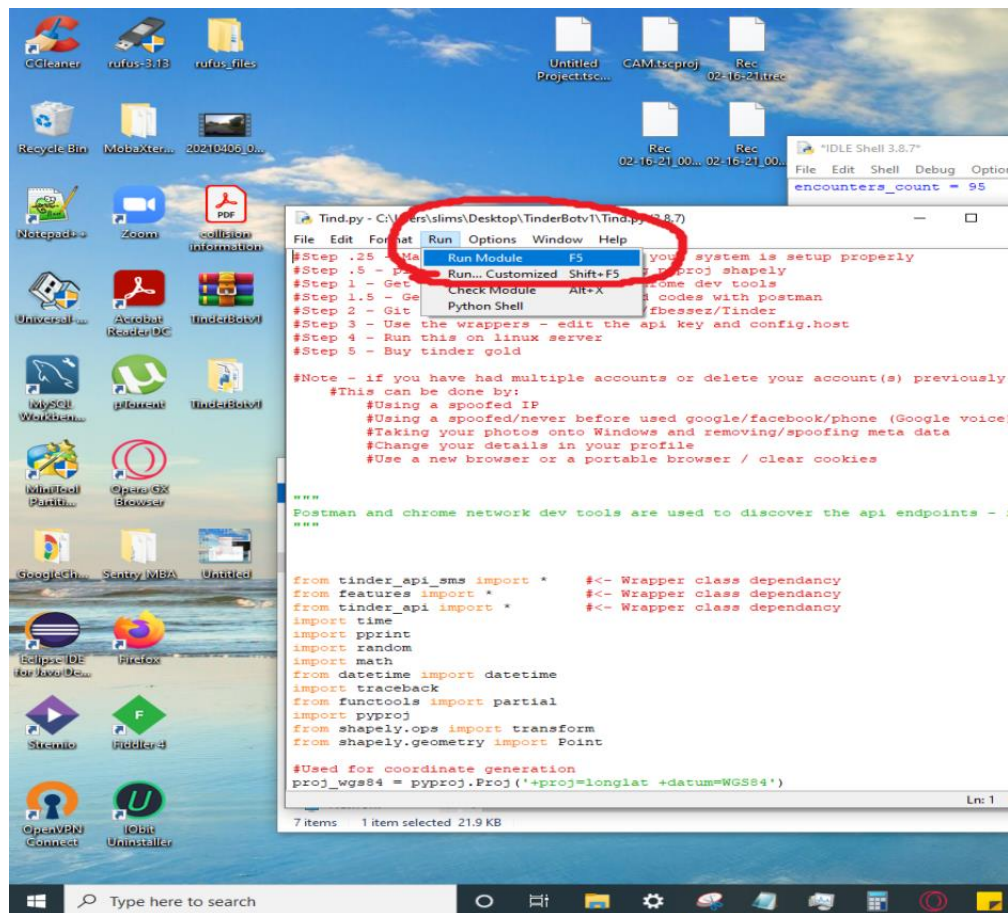 CCleaner
rufus-3.13
rufus_files
Untitled
Project.tsc...
CAM.tscproj
Rec
02-16-21.trec
Recycle Bin
MobaXter...
20210406_0...
Rec
02-16-21_00...
Rec
02-16-21_00...
*IDLE Shell 3.8.7*
File Edit Shell Debug Option
encounters_count = 95
Notepad++
Zoom
PDF
collision
information
Tind.py - C:\Users\slims\Desktop\TinderBotv1\Tind.py (3.8.7)
File Edit Format Run Options Window Help
Run Module F5
Run... Customized Shift+F5
Check Module Alt+X
Python Shell
#Step .25 - Ma your system is setup properly
#Step .5 - pyproj shapely
#Step 1 - Get chrome dev tools
#Step 1.5 - Ge d codes with postman
#Step 2 - Git /fbessez/Tinder
#Step 3 - Use the wrappers - edit the api key and config.host
#Step 4 - Run this on linux server
#Step 5 - Buy tinder gold
#Note - if you have had multiple accounts or delete your account(s) previously
#This can be done by:
#Using a spoofed IP
#Using a spoofed/never before used google/facebook/phone (Google voice)
#Taking your photos onto Windows and removing/spoofing meta data
#Change your details in your profile
#Use a new browser or a portable browser / clear cookies
"""
Postman and chrome network dev tools are used to discover the api endpoints -
"""
from tinder_api_sms import * #<- Wrapper class dependancy
from features import * #<- Wrapper class dependancy
from tinder_api import * #<- Wrapper class dependancy
import time
import pprint
import random
import math
from datetime import datetime
import traceback
from functools import partial
import pyproj
from shapely.ops import transform
from shapely.geometry import Point
#Used for coordinate generation
proj_wgs84 = pyproj.Proj('+proj=longlat +datum=WGS84')
Ln: 1
7 items 1 item selected 21.9 KB
Universal-...
Acrobat
Reader DC
TinderBotv1
MySQL
Workben...
µTorrent
TinderBotv1
MiniTool
Partiti...
Opera GX
Browser
GoogleCh...
Sentry MBA
Untitled
Eclipse IDE
for Java De...
Firefox
Stremio
Fiddler 4
OpenVPN
Connect
IObit
Uninstaller
Type here to search